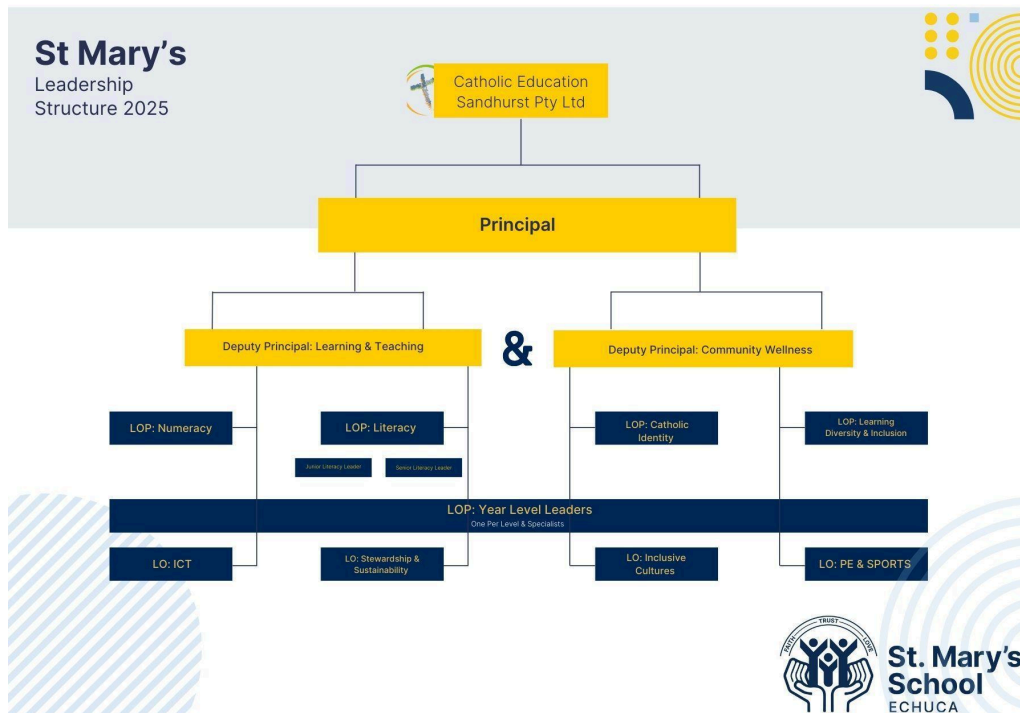 St Mary's
Leadership
Structure 2025
Catholic Education
Sandhurst Pty Ltd
Principal
Deputy Principal: Learning & Teaching
&
Deputy Principal: Community Wellness
LOP: Numeracy
LOP: Literacy
LOP: Catholic
Identity
LOP: Learning
Diversity & Inclusion
Junior Literacy Leader
Senior Literacy Leader
LOP: Year Level Leaders
One Per Level & Specialists
LO: ICT
LO: Stewardship &
Sustainability
LO: Inclusive
Cultures
LO: PE & SPORTS
FAITH TRUST LOVE
St. Mary's
School
ECHUCA